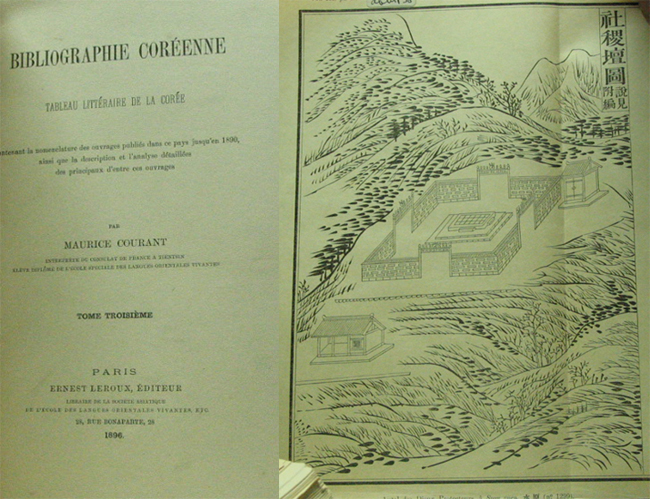 BIBLIOGRAPHIE CORÉENNE
TABLEAU LITTÉRAIRE DE LA CORÉE
contenant la nomenclature des ouvrages publiés dans ce pays jusqu'en 1890,
ainsi que la description et l'analyse détaillées
des principaux d'entre ces ouvrages
PAR
MAURICE COURANT
INTERPRÈTE DU CONSULAT DE FRANCE À TIENTSIN
ÉLÈVE DIPLÔMÉ DE L'ÉCOLE SPÉCIALE DES LANGUES ORIENTALES VIVANTES
TOME TROISIÈME
PARIS
ERNEST LEROUX, ÉDITEUR
LIBRAIRE DE LA SOCIÉTÉ ASIATIQUE
DE L'ÉCOLE DES LANGUES ORIENTALES VIVANTES, ETC.
28, RUE BONAPARTE, 28
1896
社稷壇圖
說見
附編